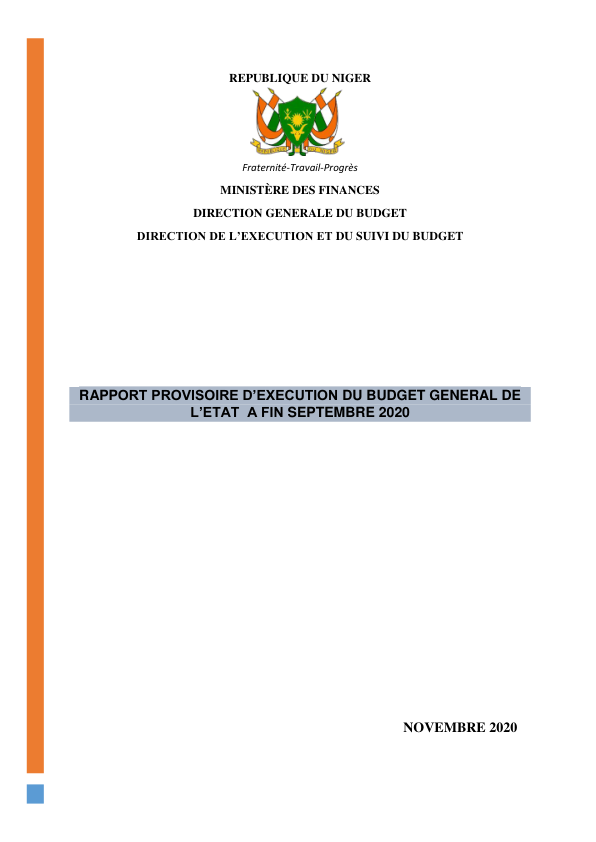 REPUBLIQUE DU NIGER
Fraternité-Travail-Progrès
MINISTÈRE DES FINANCES
DIRECTION GENERALE DU BUDGET
DIRECTION DE L’EXECUTION ET DU SUIVI DU BUDGET
RAPPORT PROVISOIRE D’EXECUTION DU BUDGET GENERAL DE
L’ETAT A FIN SEPTEMBRE 2020
NOVEMBRE 2020